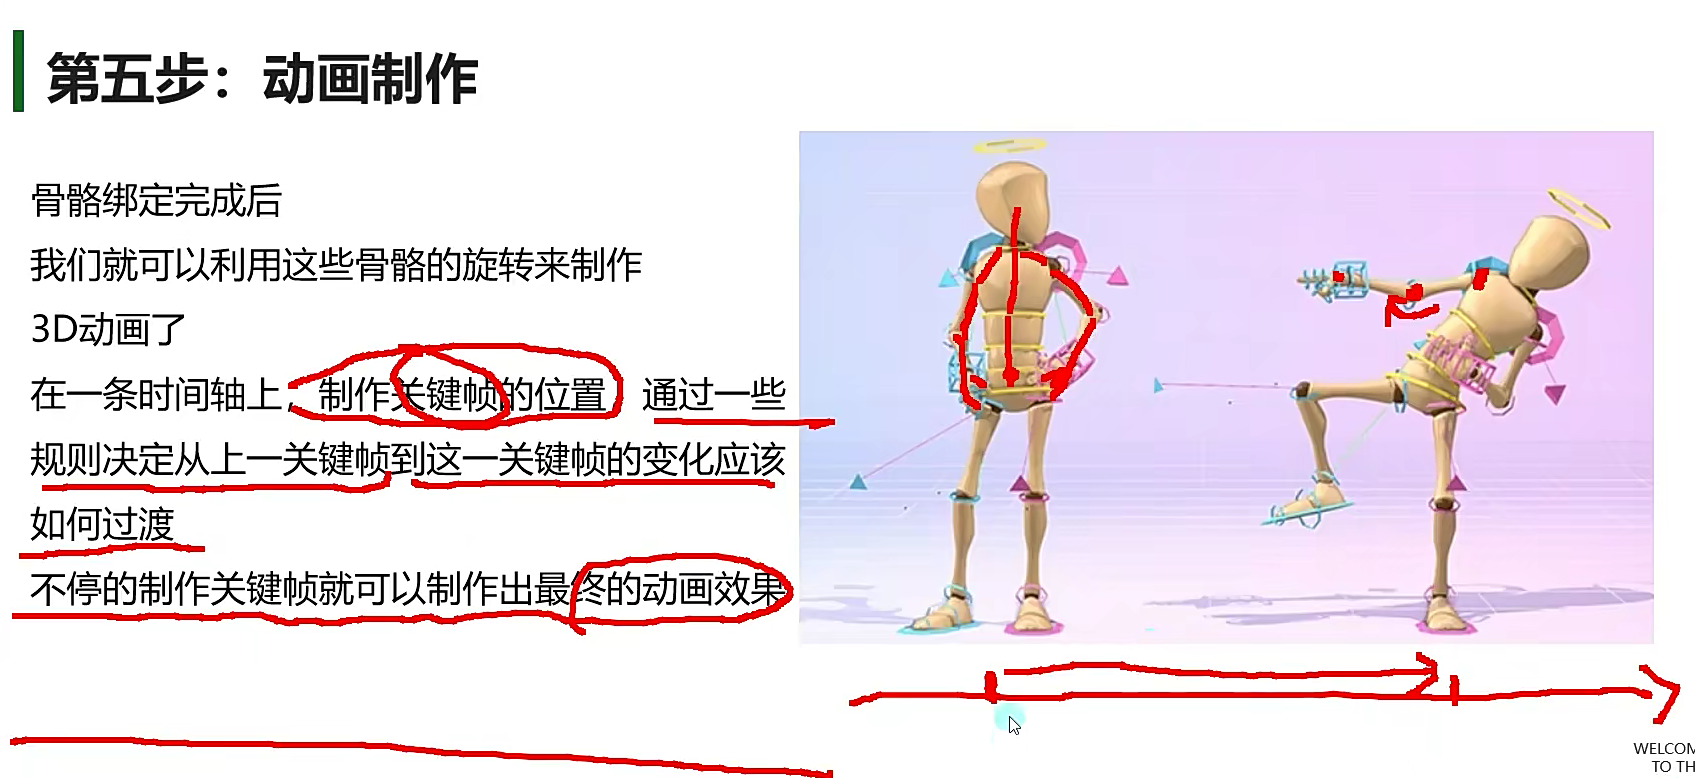 第五步：动画制作
骨骼绑定完成后
我们就可以利用这些骨骼的旋转来制作
3D动画了
在一条时间轴上，制作关键帧的位置 通过一些
规则决定从上一关键帧到这一关键帧的变化应该
如何过渡
不停的制作关键帧就可以制作出最终的动画效果
TO